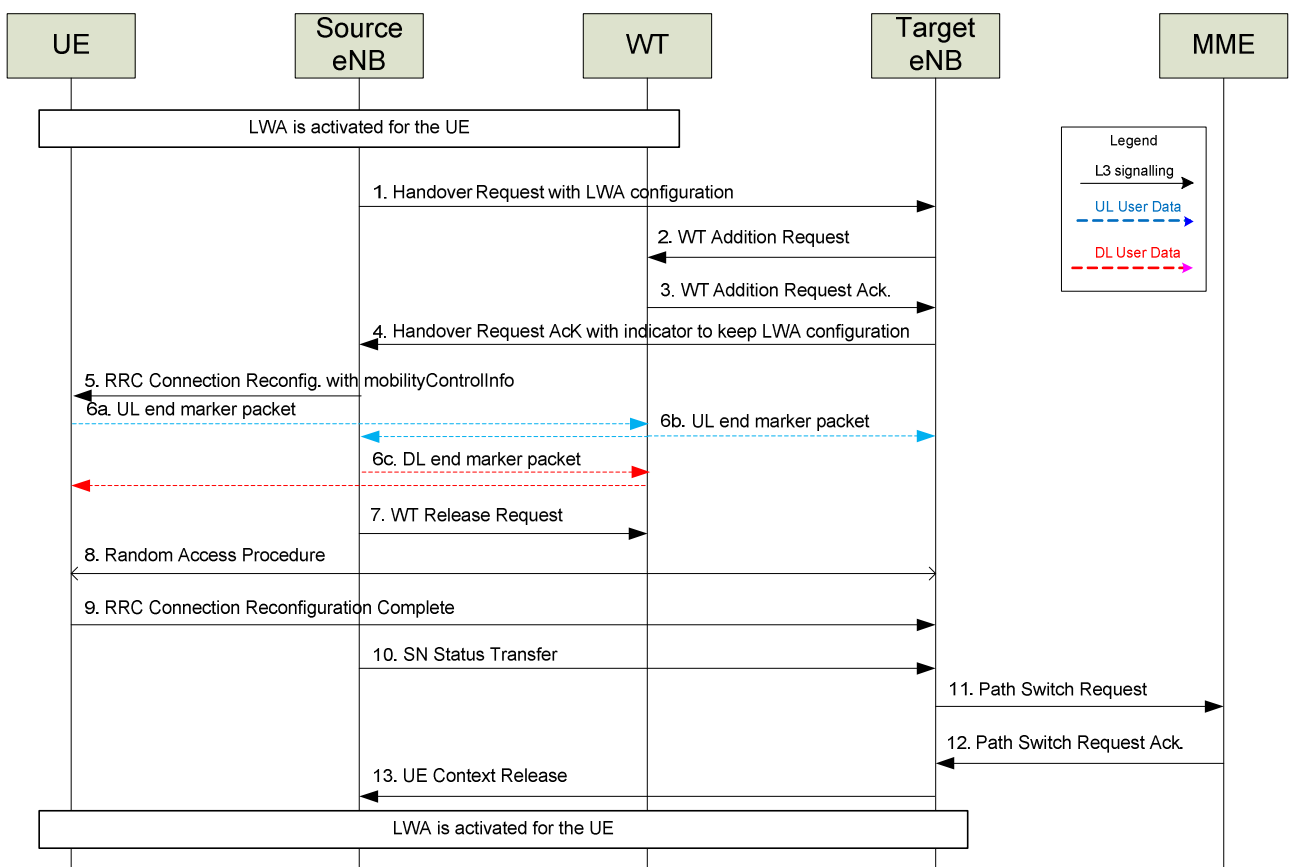 UE
Source
eNB
WT
Target
eNB
MME
LWA is activated for the UE
Legend
L3 signalling
UL User Data
DL User Data
1. Handover Request with LWA configuration
2. WT Addition Request
3. WT Addition Request Ack.
4. Handover Request AcK with indicator to keep LWA configuration
5. RRC Connection Reconfig. with mobilityControlInfo
6a. UL end marker packet
6b. UL end marker packet
6c. DL end marker packet
7. WT Release Request
8. Random Access Procedure
9. RRC Connection Reconfiguration Complete
10. SN Status Transfer
11. Path Switch Request
12. Path Switch Request Ack.
13. UE Context Release
LWA is activated for the UE